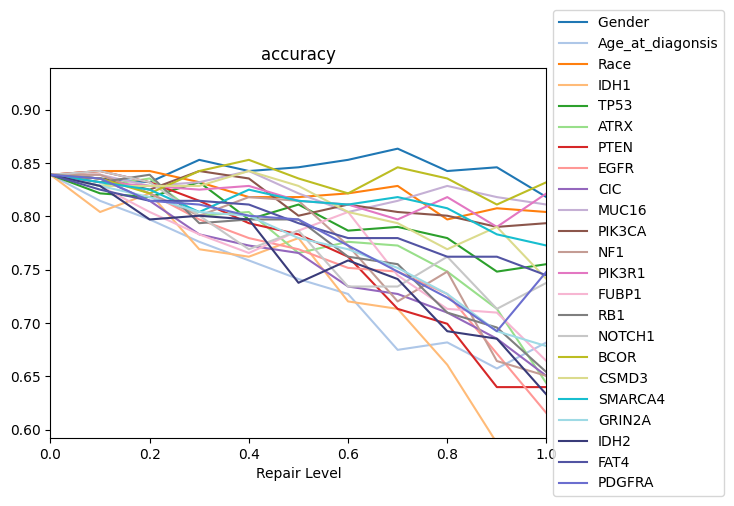 accuracy
0.90
0.85
0.80
0.75
0.70
0.65
0.60
0.0
0.2
0.4
0.6
0.8
1.0
Repair Level
Gender
Age_at_diagonsis
Race
IDH1
TP53
ATRX
PTEN
EGFR
CIC
MUC16
PIK3CA
NF1
PIK3R1
FUBP1
RB1
NOTCH1
BCOR
CSMD3
SMARCA4
GRIN2A
IDH2
FAT4
PDGFRA